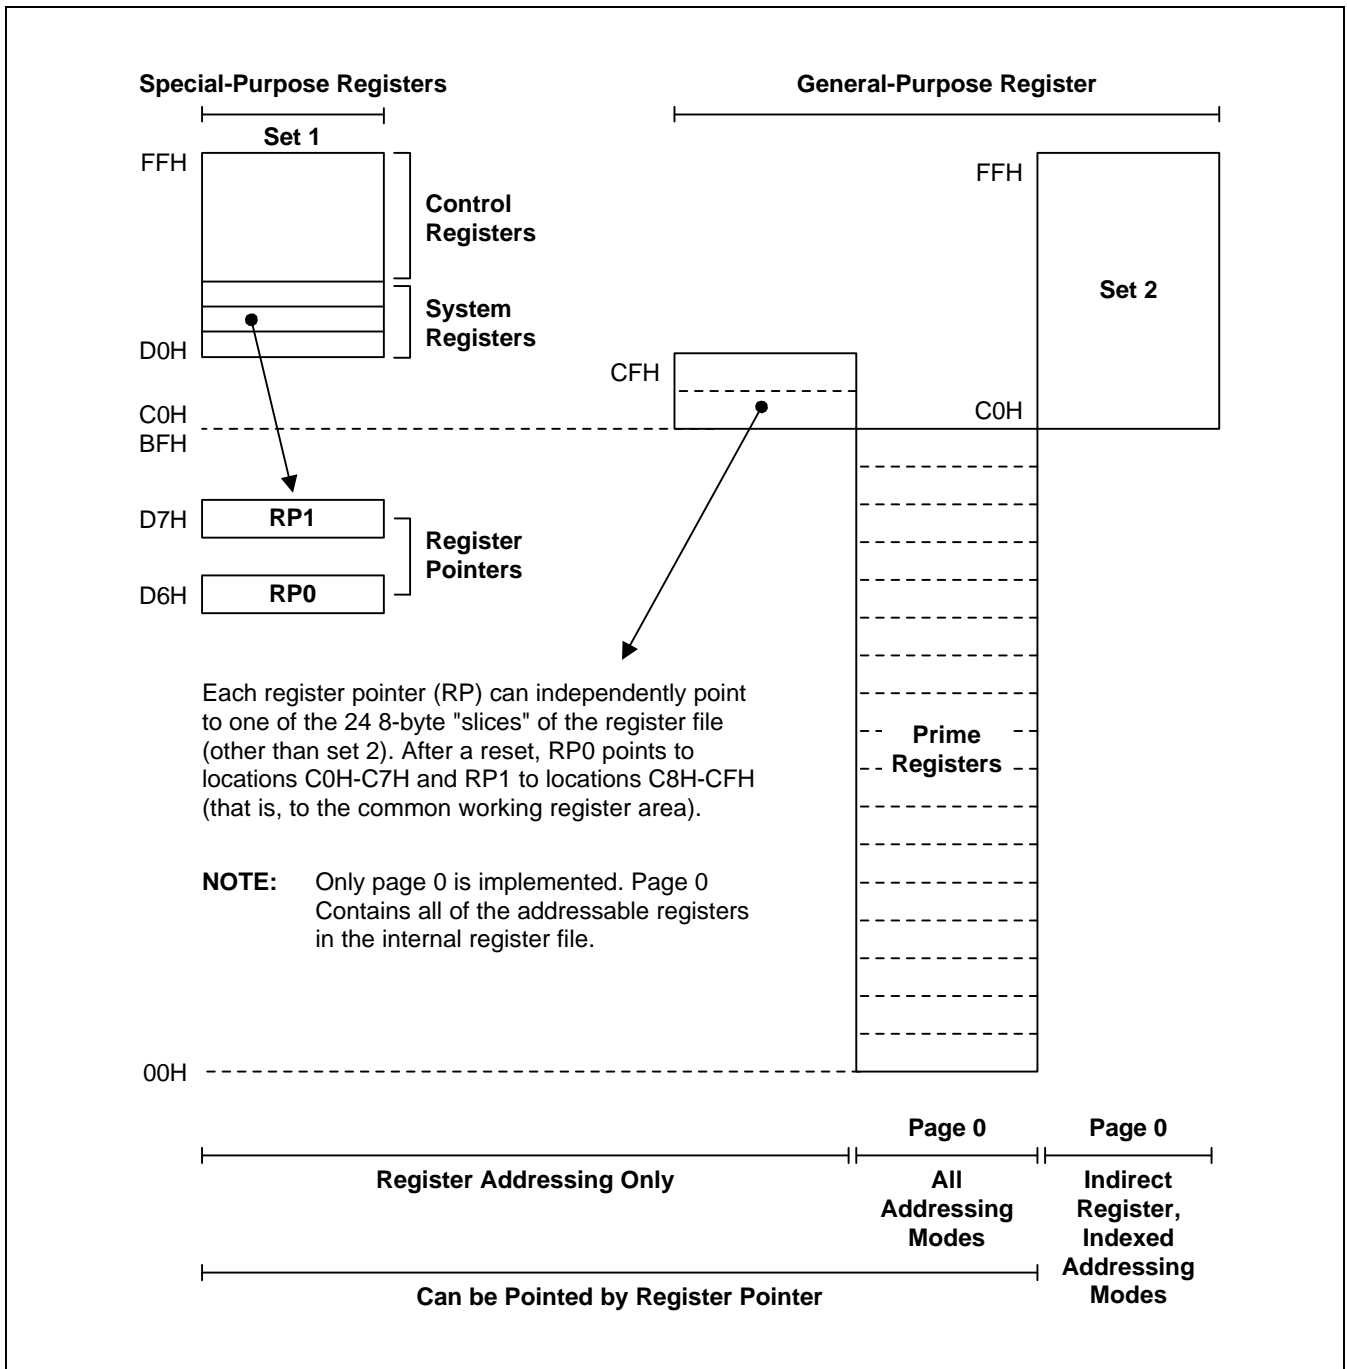 Special-Purpose Registers
General-Purpose Register
Set 1
FFH
Control
Registers
System
Registers
D0H
C0H
BFH
FFH
Set 2
CFH
C0H
D7H
RP1
D6H
RP0
Register
Pointers
Each register pointer (RP) can independently point
to one of the 24 8-byte "slices" of the register file
(other than set 2). After a reset, RP0 points to
locations C0H-C7H and RP1 to locations C8H-CFH
(that is, to the common working register area).
Prime
Registers
NOTE: Only page 0 is implemented. Page 0
Contains all of the addressable registers
in the internal register file.
00H
Page 0
Page 0
Register Addressing Only
All
Addressing
Modes
Indirect
Register,
Indexed
Addressing
Modes
Can be Pointed by Register Pointer